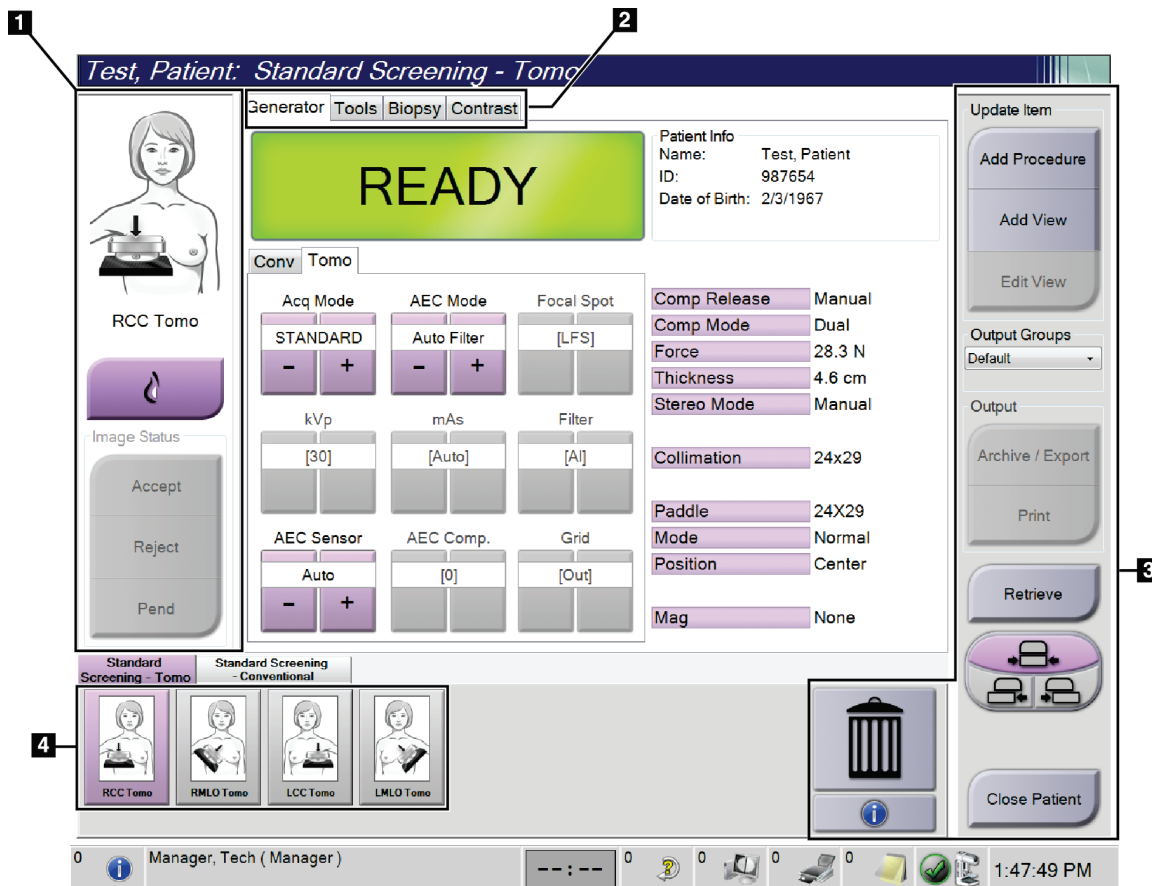 1
2
Test, Patient: Standard Screening - Tomo
Generator Tools Biopsy Contrast
READY
Patient Info
Name: Test, Patient
ID: 987654
Date of Birth: 2/3/1967
RCC Tomo
Image Status
Accept
Reject
Pend
Conv Tomo
Acq Mode AEC Mode Focal Spot
STANDARD Auto Filter [LFS]
- + - +
kVp mAs Filter
[30] [Auto] [Al]
AEC Sensor AEC Comp. Grid
Auto [0] [Out]
- +
Comp Release Manual
Comp Mode Dual
Force 28.3 N
Thickness 4.6 cm
Stereo Mode Manual
Collimation 24x29
Paddle 24X29
Mode Normal
Position Center
Mag None
Update Item
Add Procedure
Add View
Edit View
Output Groups
Default
Output
Archive / Export
Print
3
Retrieve
Close Patient
Standard
Screening - Tomo
Standard Screening
- Conventional
4
RCC Tomo RMLO Tomo LCC Tomo LMLO Tomo
i
0 i Manager, Tech ( Manager ) --:-- 0 ? 0 0 0 1:47:49 PM